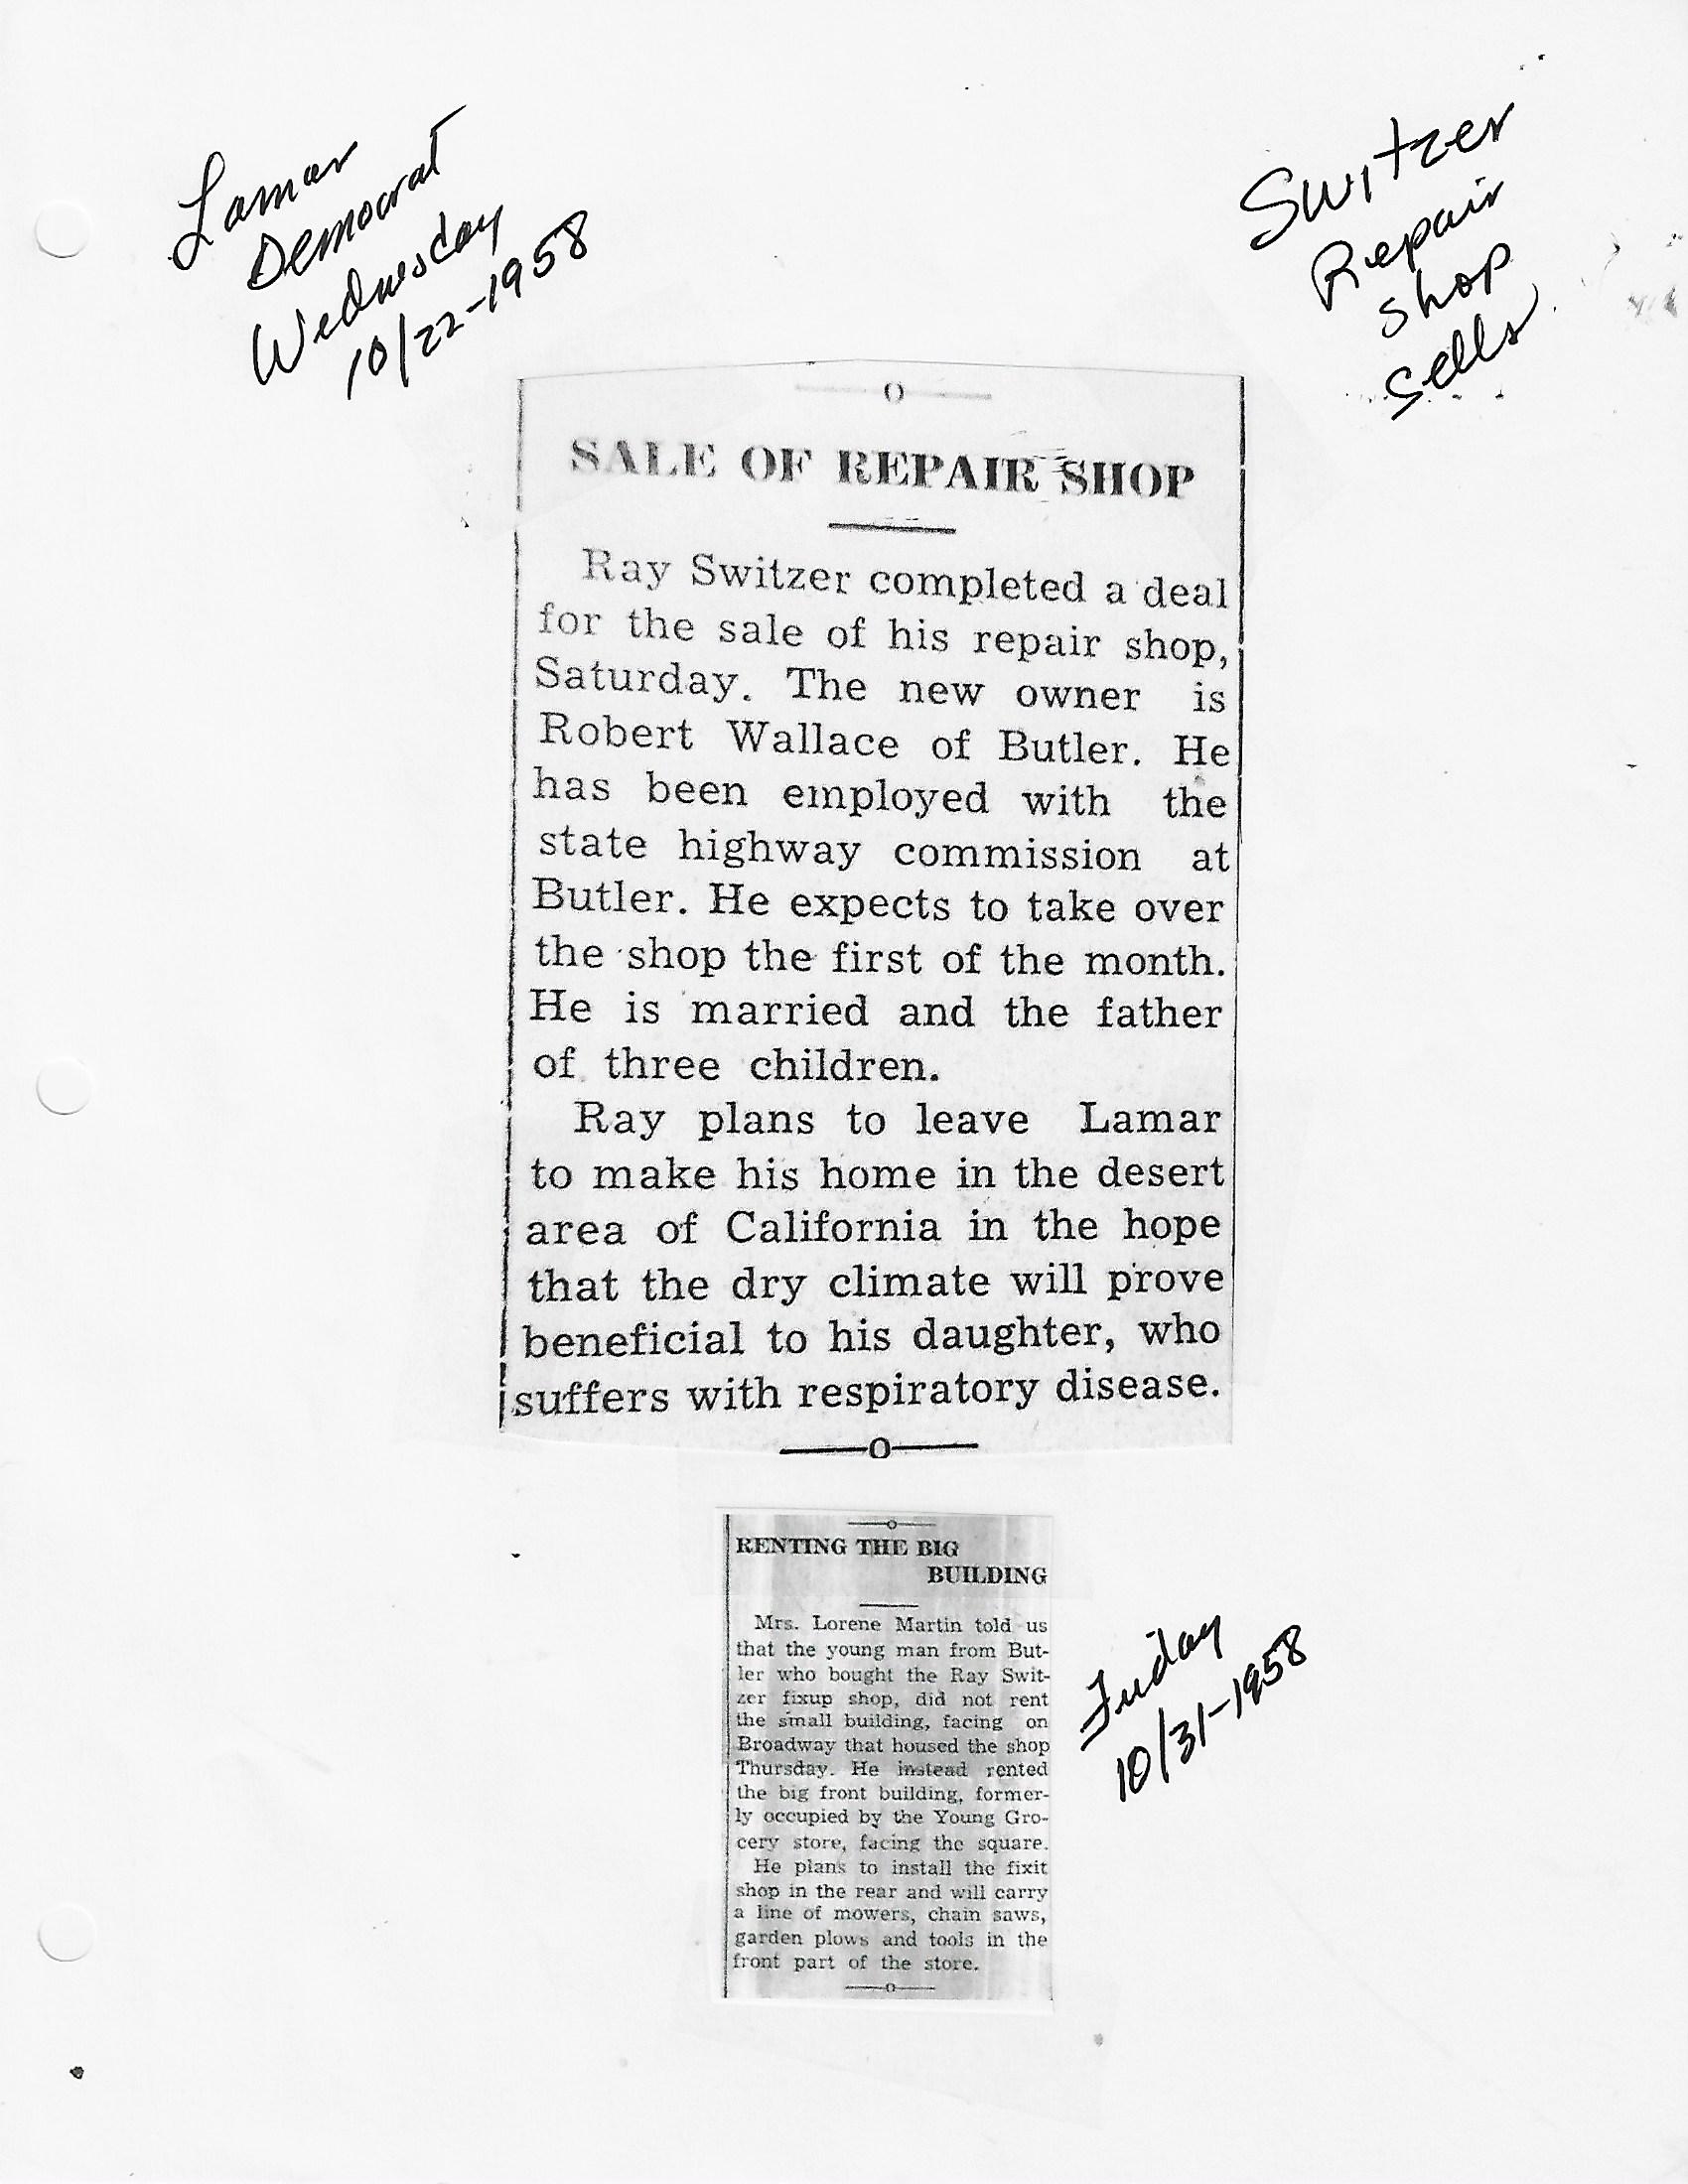 Lamar
Democrat
Wednesday
10/22-1958
Switzer
Repair
Shop
Sells
O
SALE OF REPAIR SHOP
Ray Switzer completed a deal
for the sale of his repair shop,
Saturday. The new owner is
Robert Wallace of Butler. He
has been employed with the
state highway commission at
Butler. He expects to take over
the shop the first of the month.
He is married and the father
of three children.
Ray plans to leave Lamar
to make his home in the desert
area of California in the hope
that the dry climate will prove
beneficial to his daughter, who
suffers with respiratory disease.
O
o
RENTING THE BIG
BUILDING
Mrs. Lorene Martin told us
that the young man from But-
ler who bought the Ray Swit-
zer fixup shop, did not rent
the small building, facing on
Broadway that housed the shop
Thursday. He instead rented
the big front building, former-
ly occupied by the Young Gro-
cery store, facing the square.
He plans to install the fixit
shop in the rear and will carry
a line of mowers, chain saws,
garden plows and tools in the
front part of the store.
o
Friday
10/31-1958